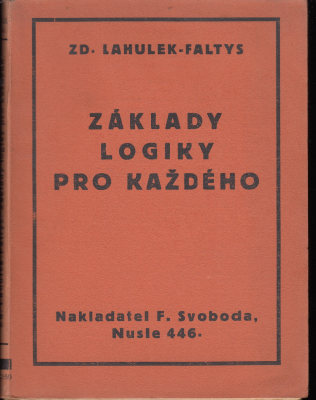 ZD. LAHULEK-FALTYS
ZÁKLADY
LOGIKY
PRO KAŽDÉHO
Nakladatel F. Svoboda,
Nusle 446.